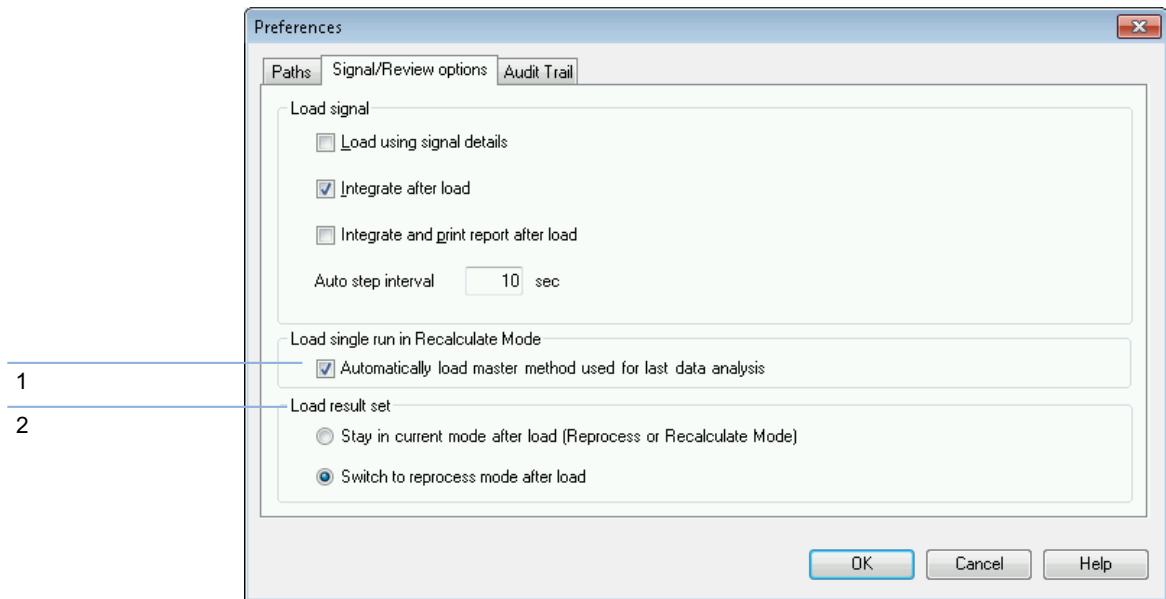 Preferences
Paths
Signal/Review options
Audit Trail
Load signal
Load using signal details
Integrate after load
Integrate and print report after load
Auto step interval 10 sec
Load single run in Recalculate Mode
1
Automatically load master method used for last data analysis
2
Load result set
Stay in current mode after load (Reprocess or Recalculate Mode)
Switch to reprocess mode after load
OK
Cancel
Help